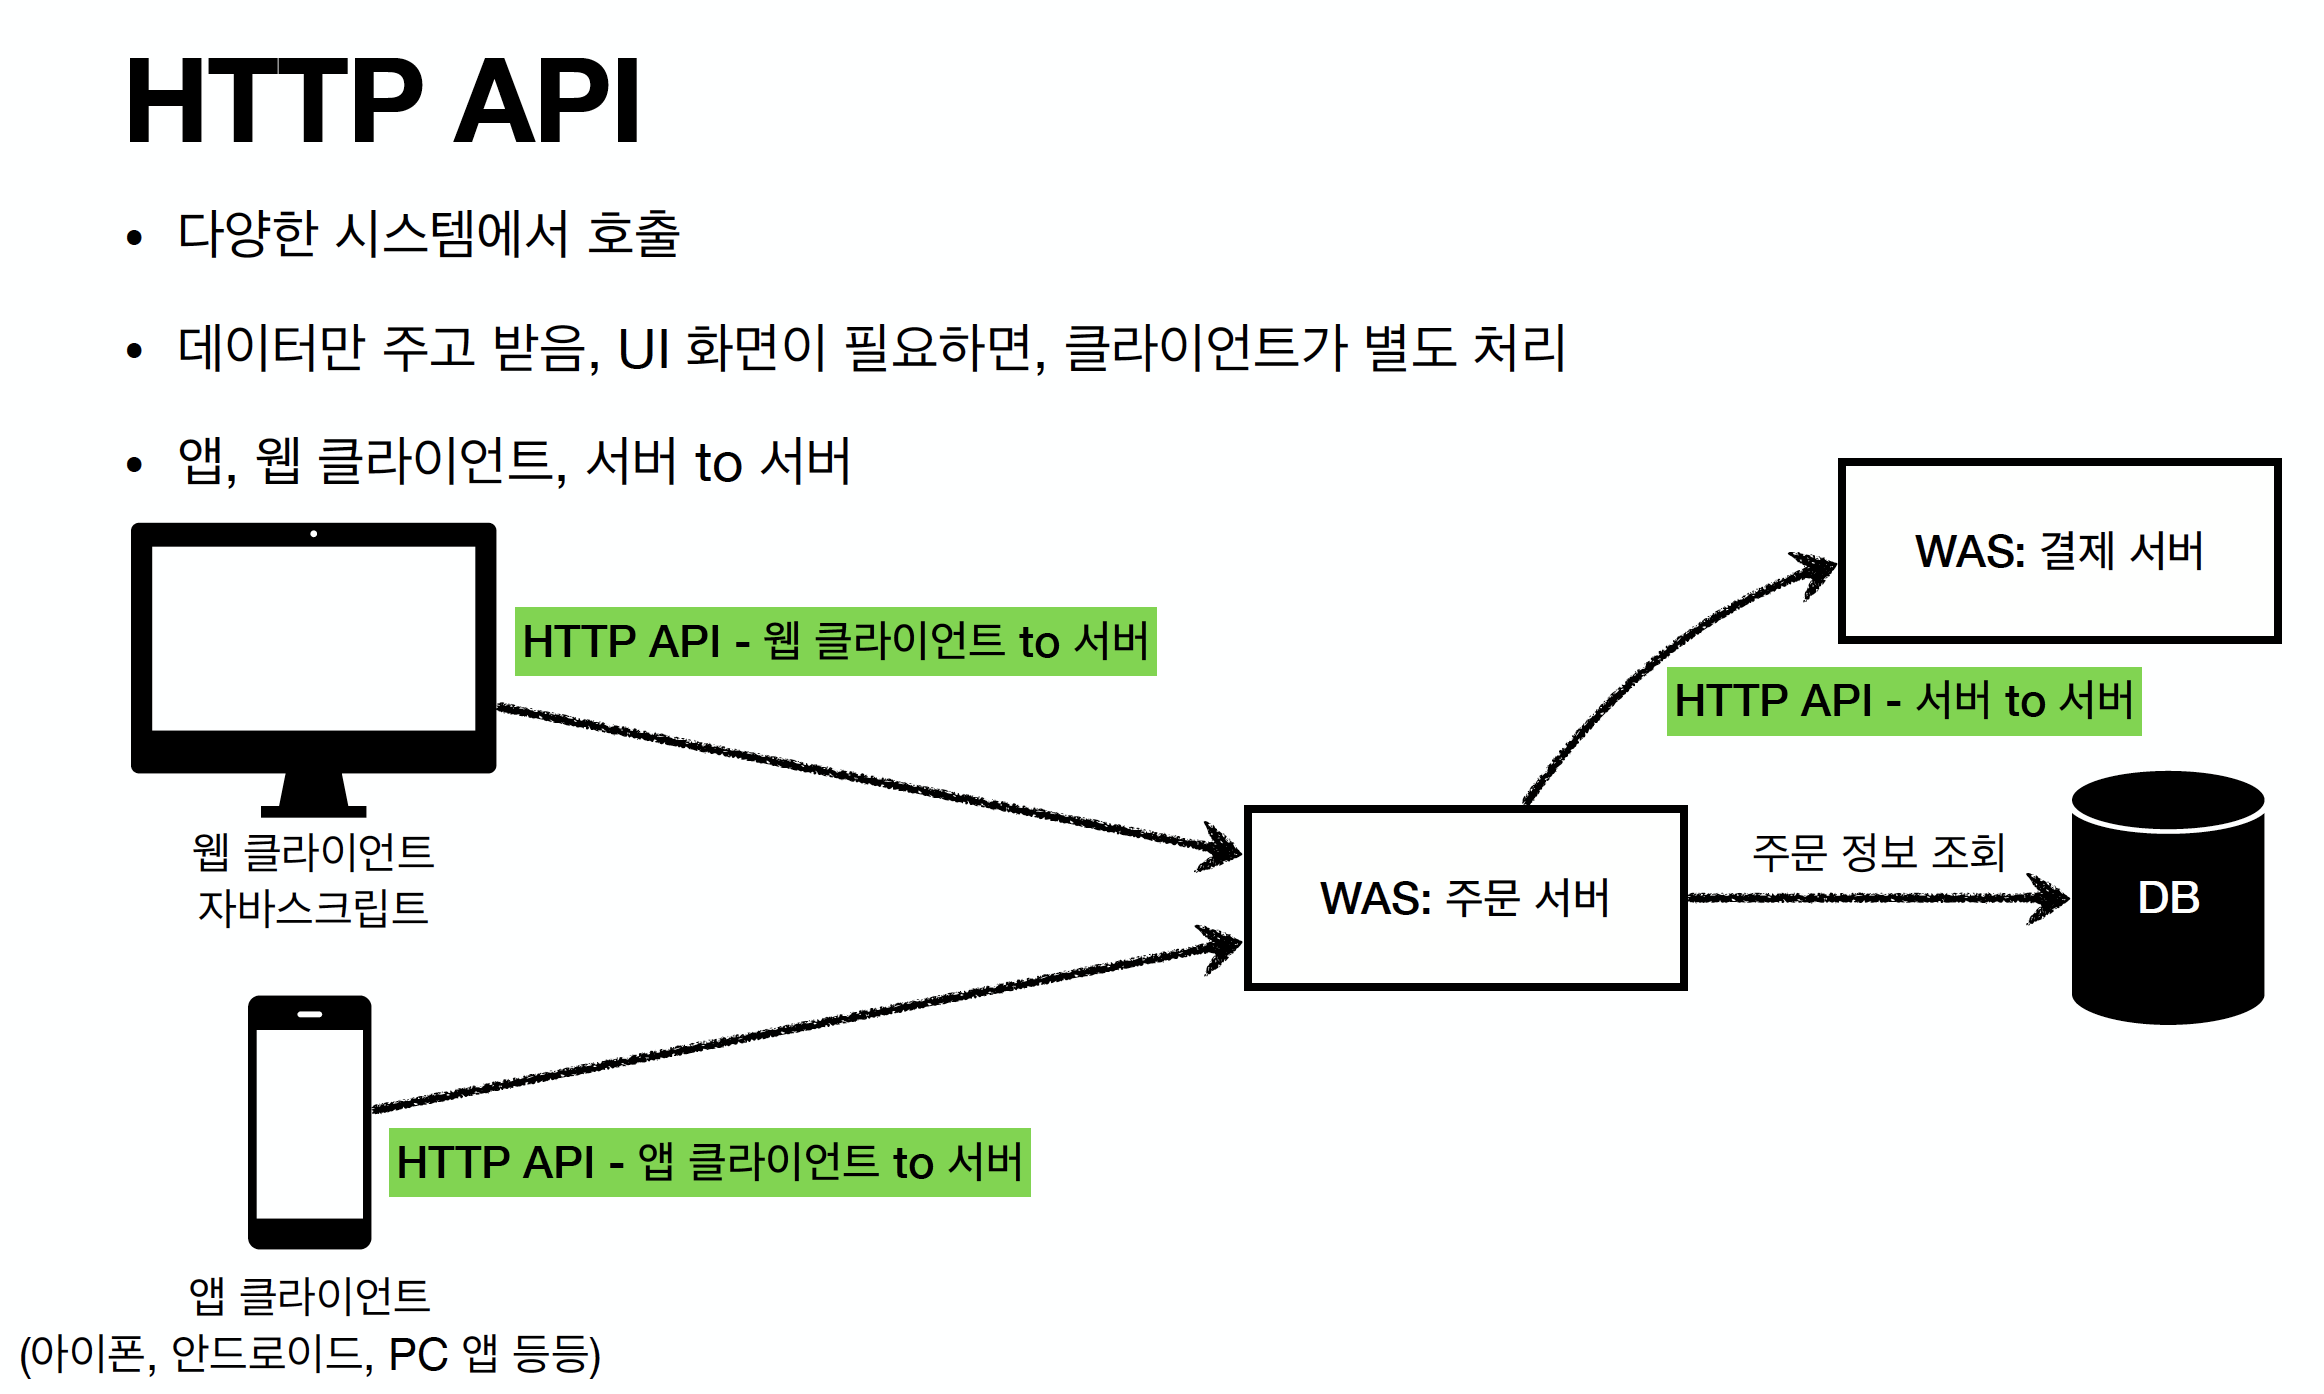 HTTP API
• 다양한 시스템에서 호출
• 데이터만 주고 받음, UI 화면이 필요하면, 클라이언트가 별도 처리
• 앱, 웹 클라이언트, 서버 to 서버
WAS: 결제 서버
HTTP API - 웹 클라이언트 to 서버
HTTP API - 서버 to 서버
웹 클라이언트
자바스크립트
WAS: 주문 서버
주문 정보 조회
DB
HTTP API - 앱 클라이언트 to 서버
앱 클라이언트
(아이폰, 안드로이드, PC 앱 등등)